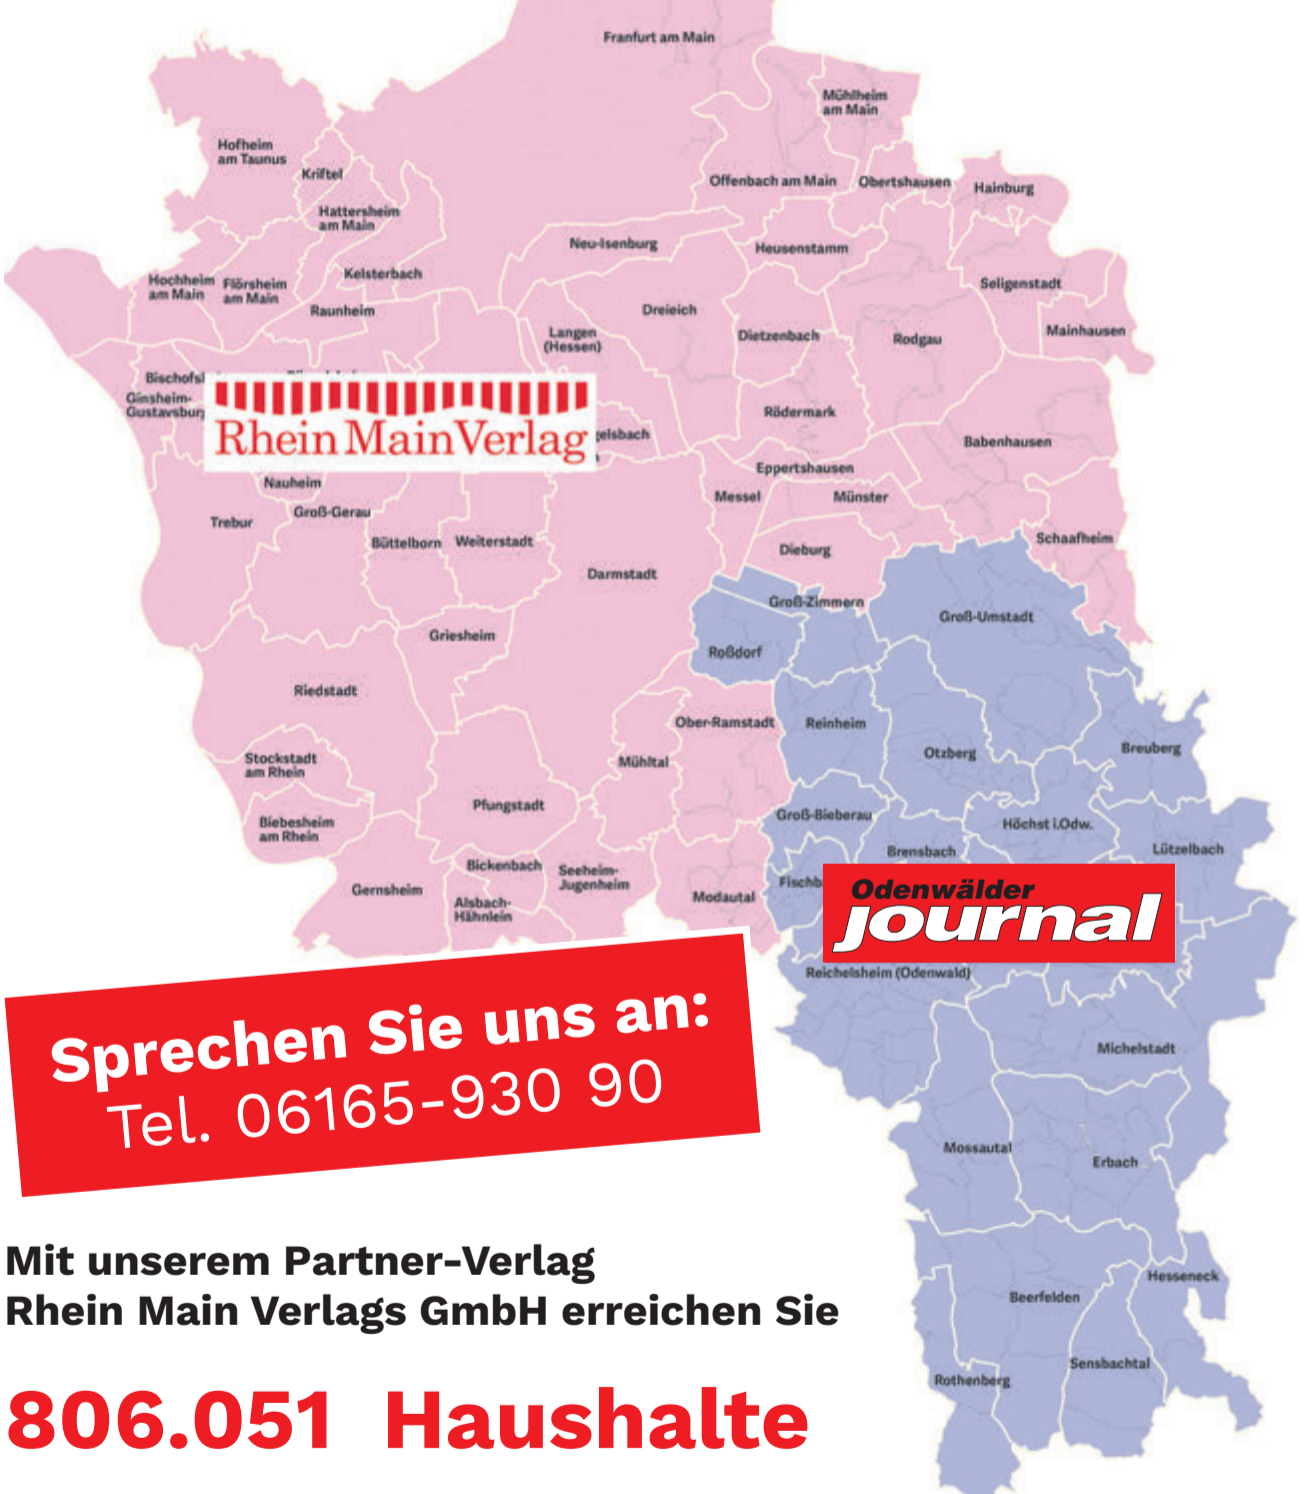 Franfurt am Main
Mühlheim
am Main
Hofheim
am Taunus
Kriftel
Offenbach am Main
Obertshausen
Hainburg
Hattersheim
am Main
Neu-Isenburg
Heusenstamm
Kelsterbach
Hochheim
am Main
Flörsheim
am Main
Seligenstadt
Raunheim
Dreieich
Mainhausen
Langen
(Hessen)
Dietzenbach
Rodgau
Bischofs
Ginsheim-
Gustavsburg
Rhein Main Verlag
gelsbach
Rödermark
Babenhausen
Eppertshausen
Nauheim
Messel
Münster
Groß-Gerau
Trebur
Büttelborn
Weiterstadt
Schaafheim
Dieburg
Darmstadt
Groß-Zimmern
Groß-Umstadt
Griesheim
Roßdorf
Riedstadt
Ober-Ramstadt
Reinheim
Otzberg
Breuberg
Stockstadt
am Rhein
Mühltal
Pfungstadt
Groß-Bieberau
Biebesheim
am Rhein
Höchst i.Odw.
Brensbach
Lützelbach
Bickenbach
Seeheim-
Jugenheim
Gernsheim
Modautal
Fischb
Alsbach-
Hähnlein
Odenwälder
journal
Reichelsheim (Odenwald)
Michelstadt
Mossautal
Erbach
Hesseneck
Beerfelden
Sensbachtal
Rothenberg
Sprechen Sie uns an:
Tel. 06165-930 90
Mit unserem Partner-Verlag
Rhein Main Verlags GmbH erreichen Sie
806.051 Haushalte